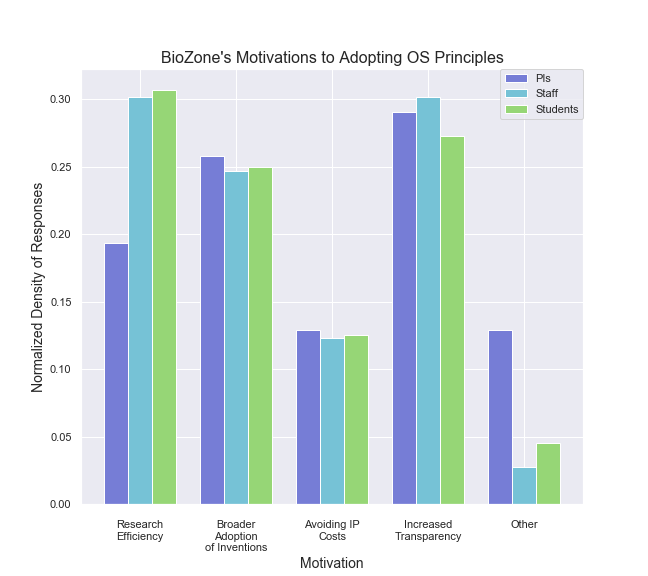 BioZone's Motivations to Adopting OS Principles
PIs
Staff
Students
Normalized Density of Responses
0.30
0.25
0.20
0.15
0.10
0.05
0.00
Research
Efficiency
Broader
Adoption
of Inventions
Avoiding IP
Costs
Increased
Transparency
Other
Motivation